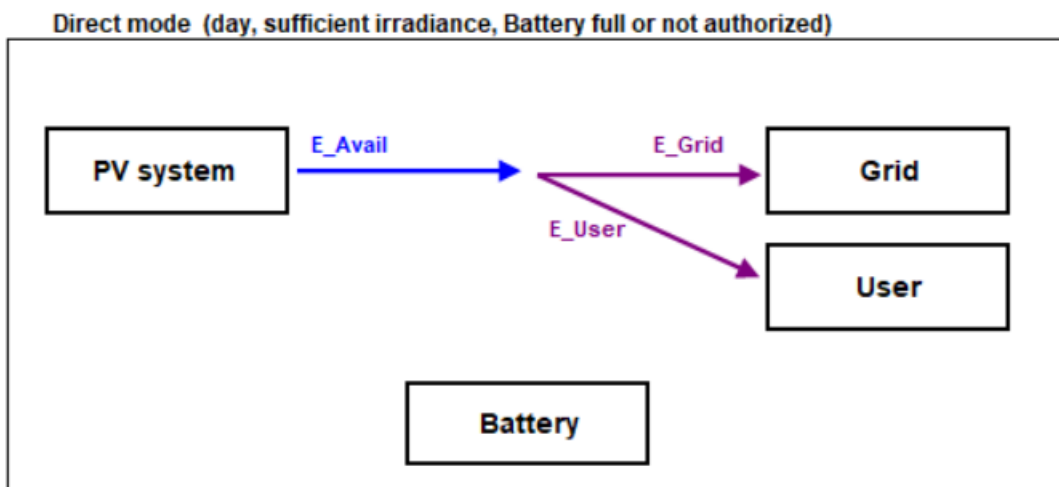 Direct mode (day, sufficient irradiance, Battery full or not authorized)
E_Avail
E_Grid
PV system
Grid
E_User
User
Battery